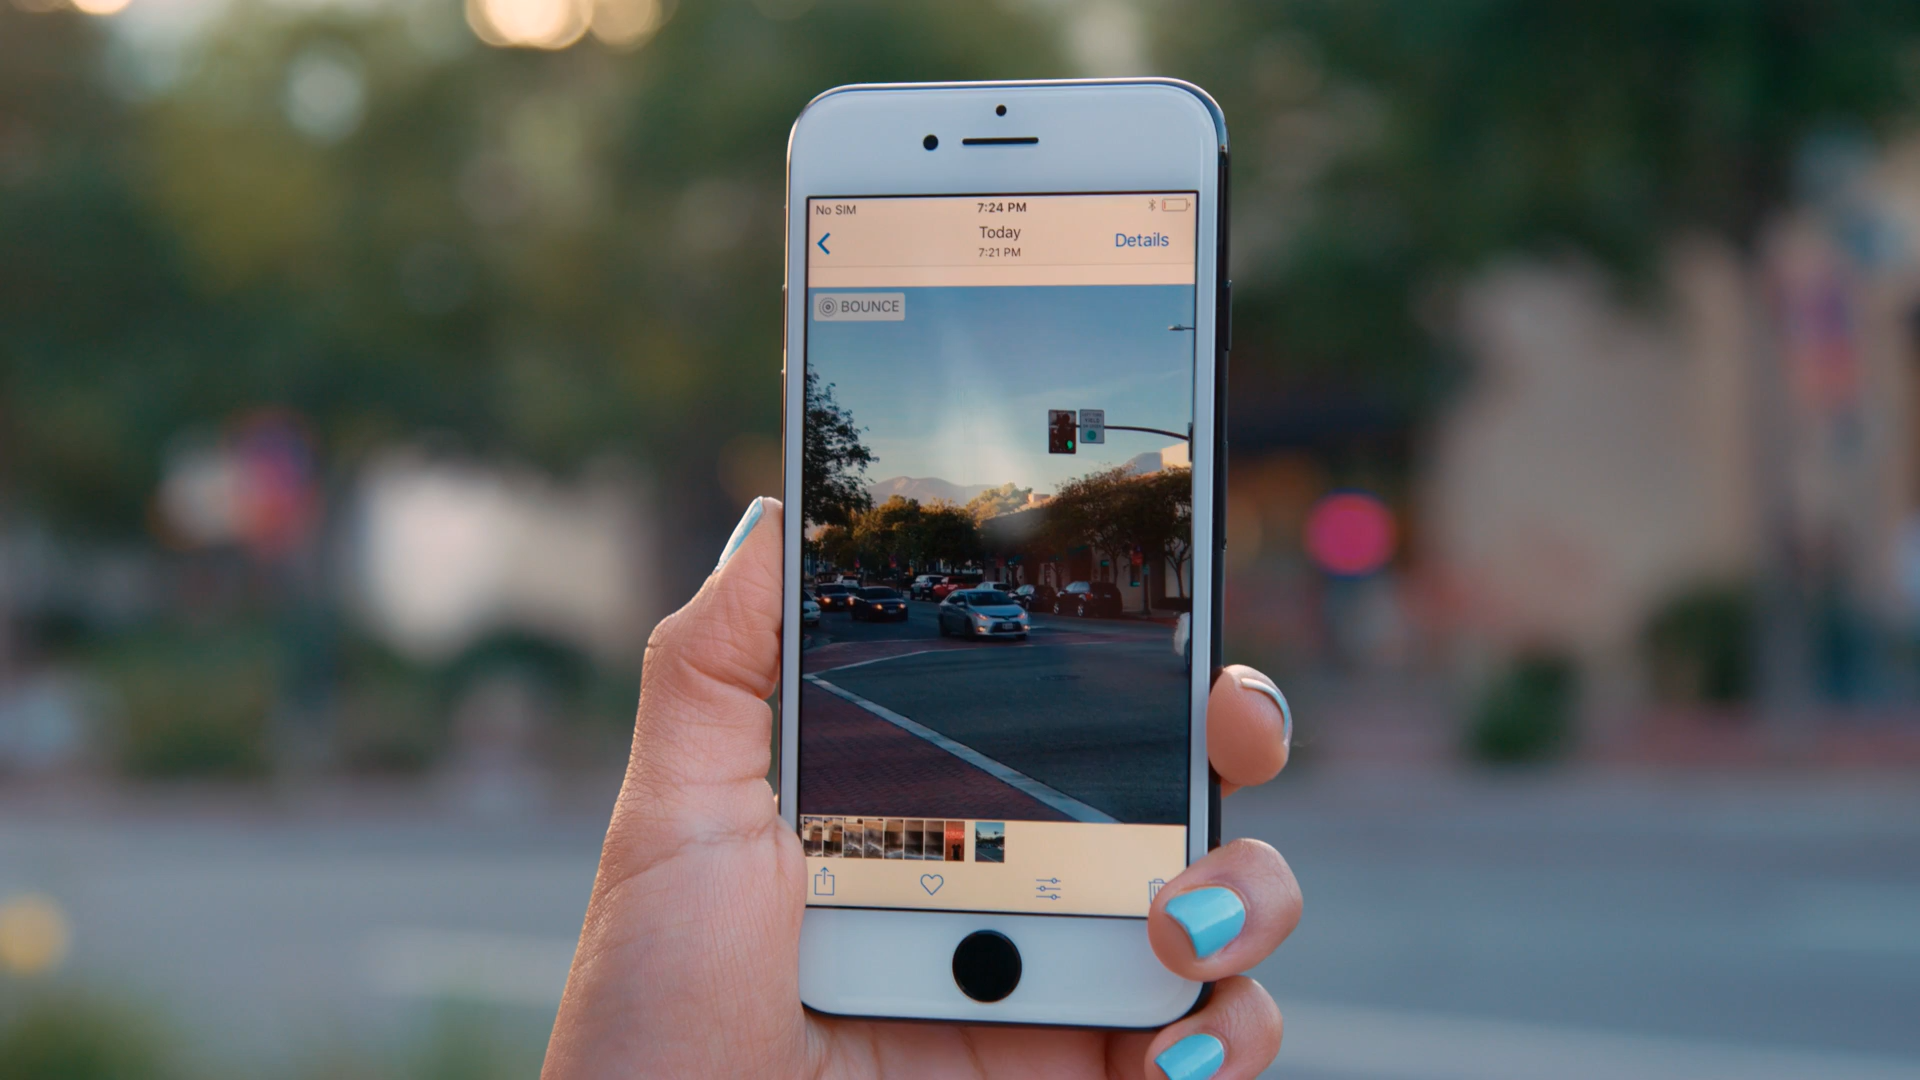 No SIM 7:24 PM
Today
7:21 PM
Details
BOUNCE